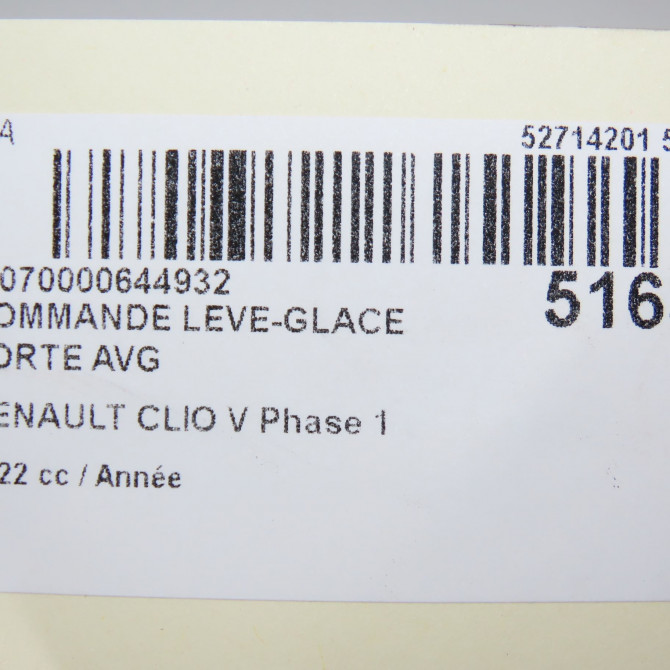 A
52714201 5
070000644932
516
OMMANDE LEVE-GLACE
ORTE AVG
ENAULT CLIO V Phase 1
22 cc / Année